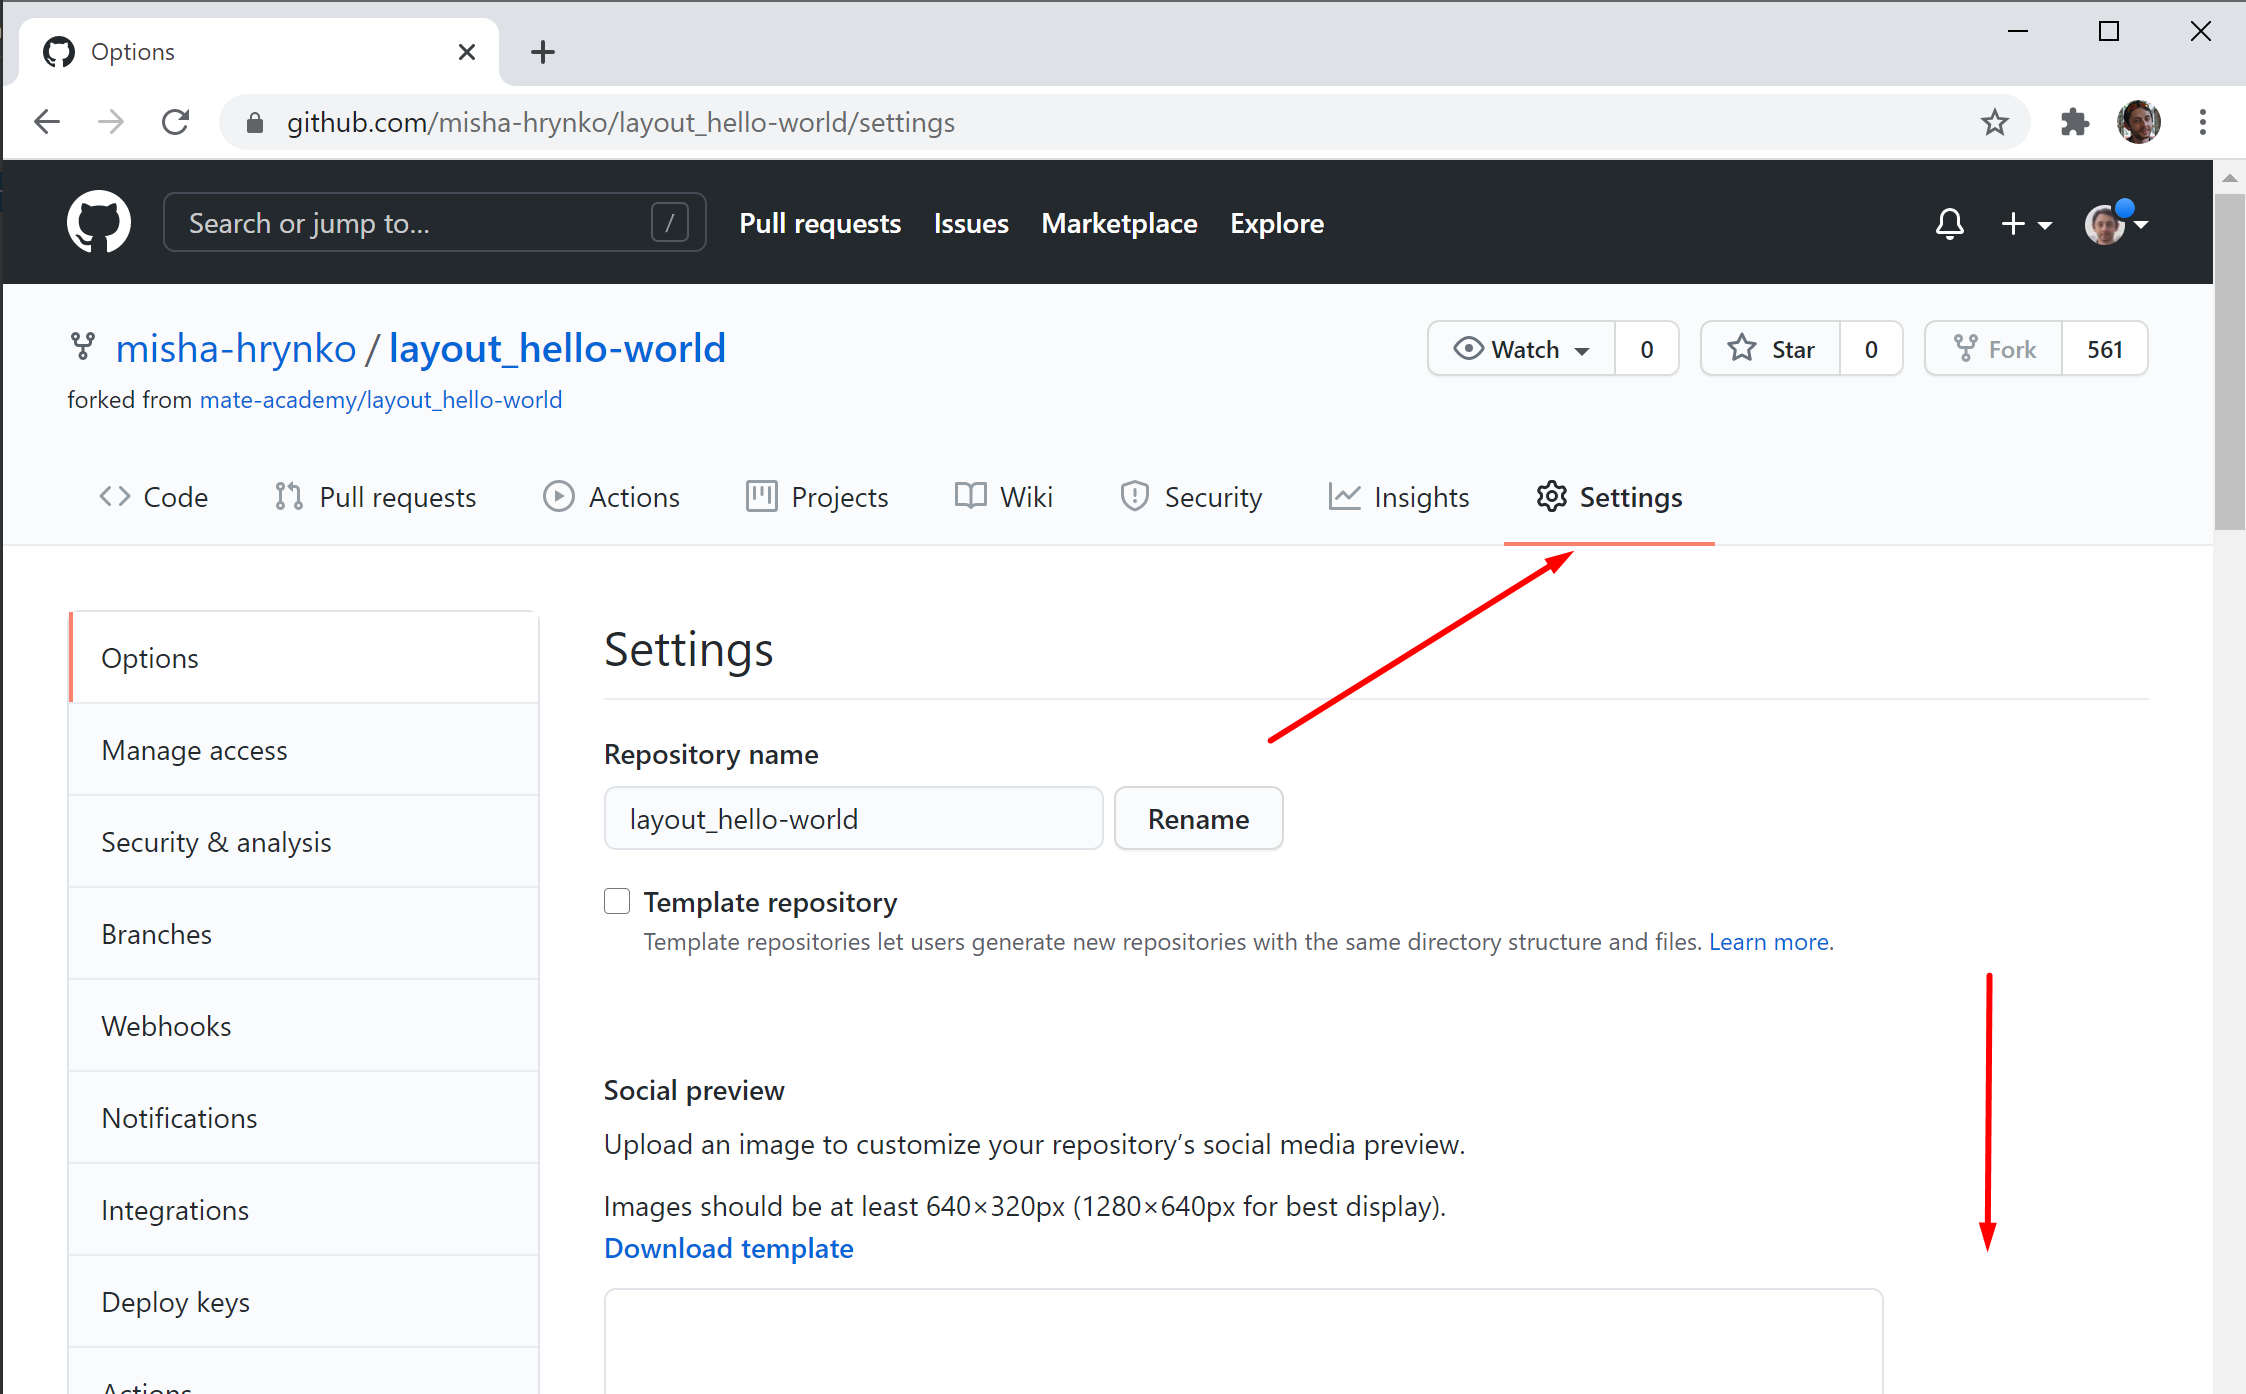 Options
github.com/misha-hrynko/layout_hello-world/settings
Search or jump to...
/
Pull requests
Issues
Marketplace
Explore
misha-hrynko / layout_hello-world
Watch 0
Star 0
Fork 561
forked from mate-academy/layout_hello-world
Code
Pull requests
Actions
Projects
Wiki
Security
Insights
Settings
Options
Manage access
Security & analysis
Branches
Webhooks
Notifications
Integrations
Deploy keys
Actions
Settings
Repository name
layout_hello-world
Rename
Template repository
Template repositories let users generate new repositories with the same directory structure and files. Learn more.
Social preview
Upload an image to customize your repository’s social media preview.
Images should be at least 640×320px (1280×640px for best display).
Download template